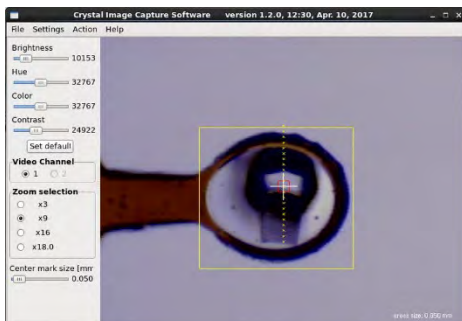 Crystal Image Capture Software version 1.2.0, 12:30, Apr. 10, 2017
File Settings Action Help
Brightness
10153
Hue
32767
Color
32767
Contrast
24922
Set default
Video Channel
1 2
Zoom selection
x3
x9
x16
x18.0
Center mark size [mm
0.050